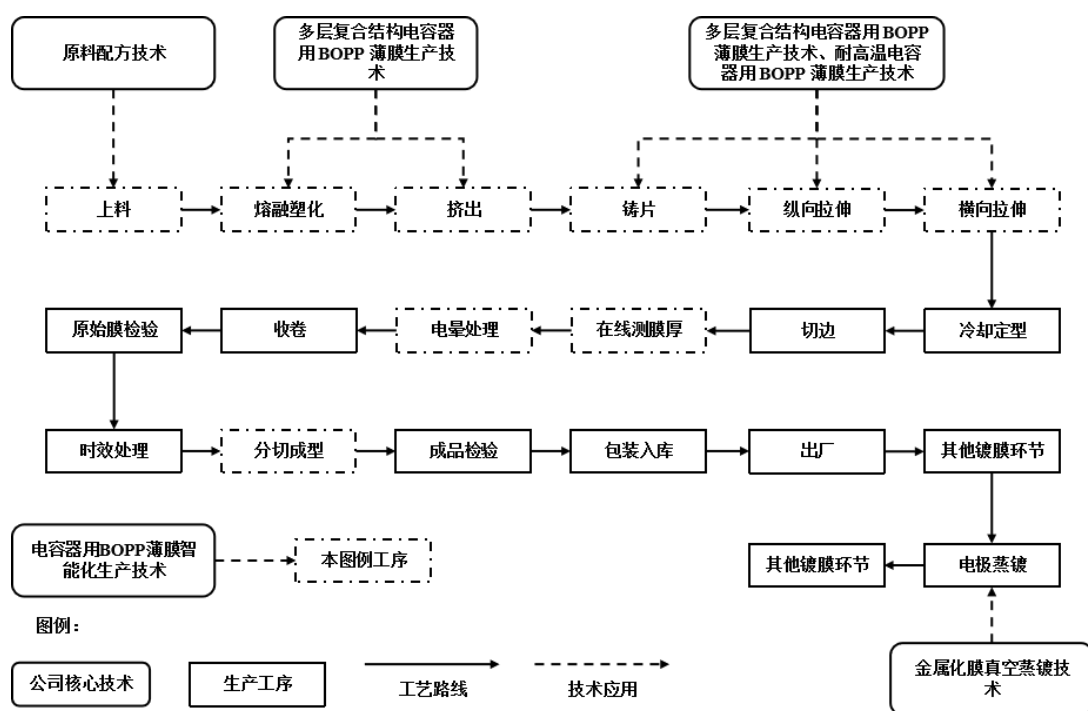 原料配方技术
多层复合结构电容器
用BOPP 薄膜生产技
术
多层复合结构电容器用BOPP
薄膜生产技术、耐高温电容
器用BOPP 薄膜生产技术
上料
熔融塑化
挤出
铸片
纵向拉伸
横向拉伸
原始膜检验
收卷
电晕处理
在线测膜厚
切边
冷却定型
时效处理
分切成型
成品检验
包装入库
出厂
其他镀膜环节
电容器用BOPP薄膜智
能化生产技术
本图例工序
其他镀膜环节
电极蒸镀
图例：
公司核心技术
生产工序
工艺路线
技术应用
金属化膜真空蒸镀技
术